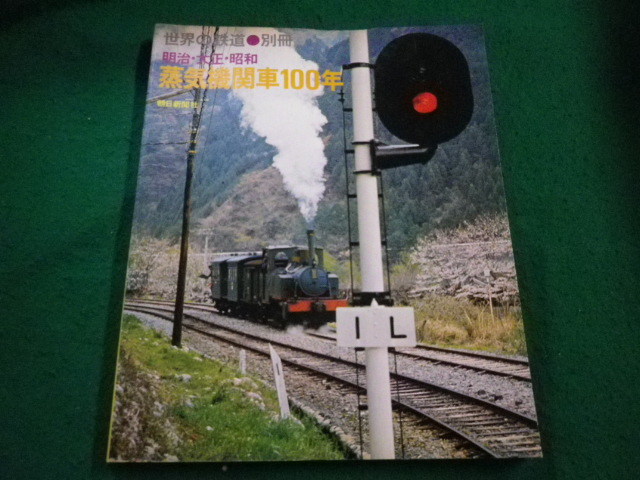 世界の鉄道●別冊
明治・大正・昭和
蒸気機関車100年
朝日新聞社
1L